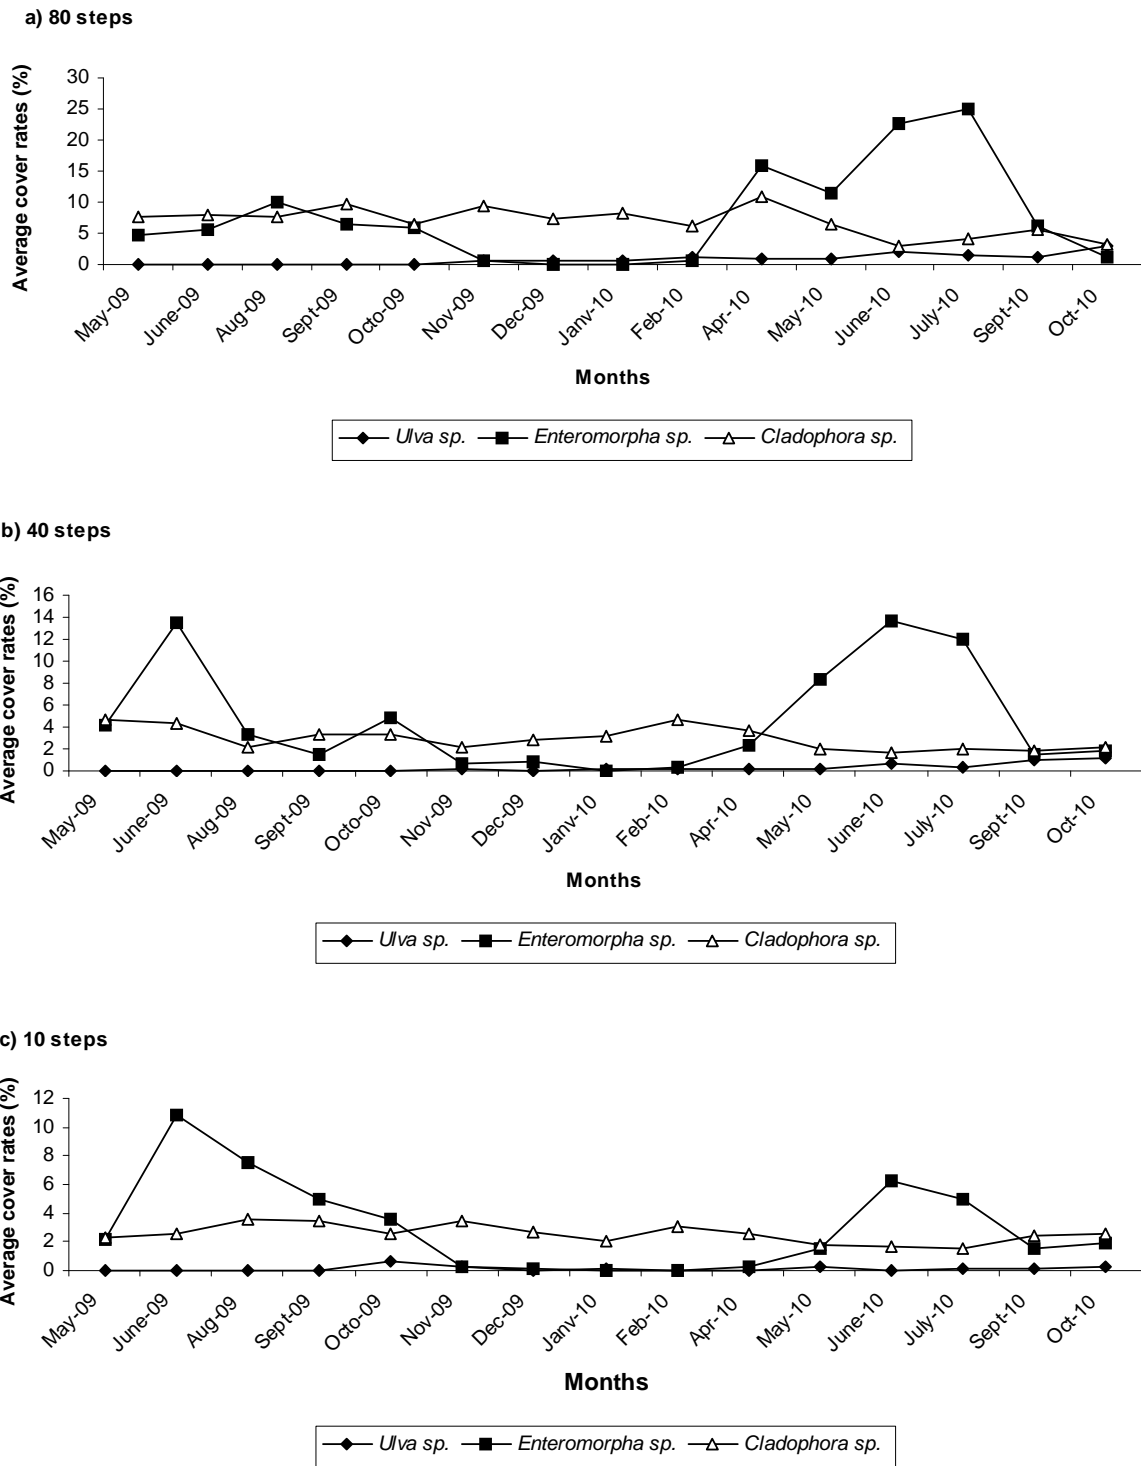 a) 80 steps
Average cover rates (%)
30
25
20
15
10
5
0
May-09
June-09
Aug-09
Sept-09
Octo-09
Nov-09
Dec-09
Janv-10
Feb-10
Apr- 10
May-10
June-10
July-10
Sept-10
Oct-10
Months
Ulva sp. Enteromorpha sp. Cladophora sp.
b) 40 steps
Average cover rates (%)
16
14
12
10
8
6
4
2
0
May-09
June-09
Aug-09
Sept-09
Octo-09
Nov-09
Dec-09
Janv-10
Feb-10
Apr- 10
May-10
June-10
July-10
Sept-10
Oct-10
Months
Ulva sp. Enteromorpha sp. Cladophora sp.
c) 10 steps
Average cover rates (%)
12
10
8
6
4
2
0
May-09
June-09
Aug-09
Sept-09
Octo-09
Nov-09
Dec-09
Janv-10
Feb-10
Apr- 10
May-10
June-10
July-10
Sept-10
Oct-10
Months
Ulva sp. Enteromorpha sp. Cladophora sp.